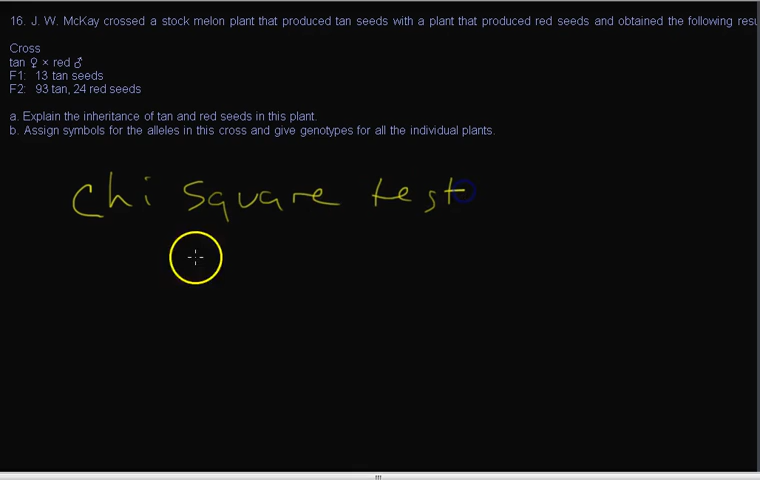 16. J. W. McKay crossed a stock melon plant that produced tan seeds with a plant that produced red seeds and obtained the following resu
Cross
tan ♀ × red ♂
F1: 13 tan seeds
F2: 93 tan, 24 red seeds
a. Explain the inheritance of tan and red seeds in this plant.
b. Assign symbols for the alleles in this cross and give genotypes for all the individual plants.
Chi square test